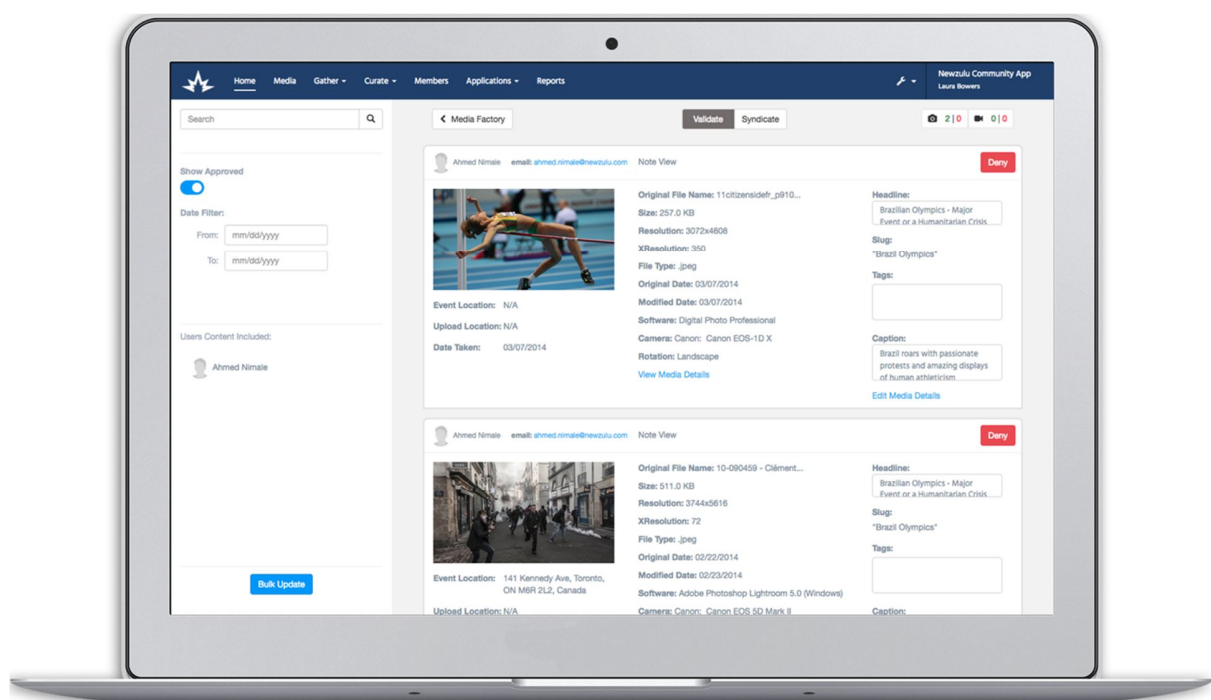 Home Media Gather Curate Members Applications Reports
Newzulu Community App
Laura Bowers
Search
Media Factory
Validate Syndicate
2|0 0|0
Show Approved
Date Filter:
From: mm/dd/yyyy
To: mm/dd/yyyy
Users Content Included:
Ahmed Nimale
Bulk Update
Ahmed Nimale email: ahmed.nimale@newzulu.com Note View Deny
Event Location: N/A
Upload Location: N/A
Date Taken: 03/07/2014
Original File Name: 11citizensidefr_p910...
Size: 257.0 KB
Resolution: 3072x4608
XResolution: 350
File Type: .jpeg
Original Date: 03/07/2014
Modified Date: 03/07/2014
Software: Digital Photo Professional
Camera: Canon: Canon EOS-1D X
Rotation: Landscape
View Media Details
Headline:
Brazilian Olympics - Major
Event or a Humanitarian Crisis
Slug:
"Brazil Olympics"
Tags:
Caption:
Brazil roars with passionate
protests and amazing displays
of human athleticism
Edit Media Details
Ahmed Nimale email: ahmed.nimale@newzulu.com Note View Deny
Event Location: 141 Kennedy Ave, Toronto,
ON M6R 2L2, Canada
Upload Location: N/A
Original File Name: 10-090459 - Clément...
Size: 511.0 KB
Resolution: 3744x5616
XResolution: 72
File Type: .jpeg
Original Date: 02/22/2014
Modified Date: 02/23/2014
Software: Adobe Photoshop Lightroom 5.0 (Windows)
Camera: Canon: Canon EOS 5D Mark II
Headline:
Brazilian Olympics - Major
Event or a Humanitarian Crisis
Slug:
"Brazil Olympics"
Tags:
Caption: